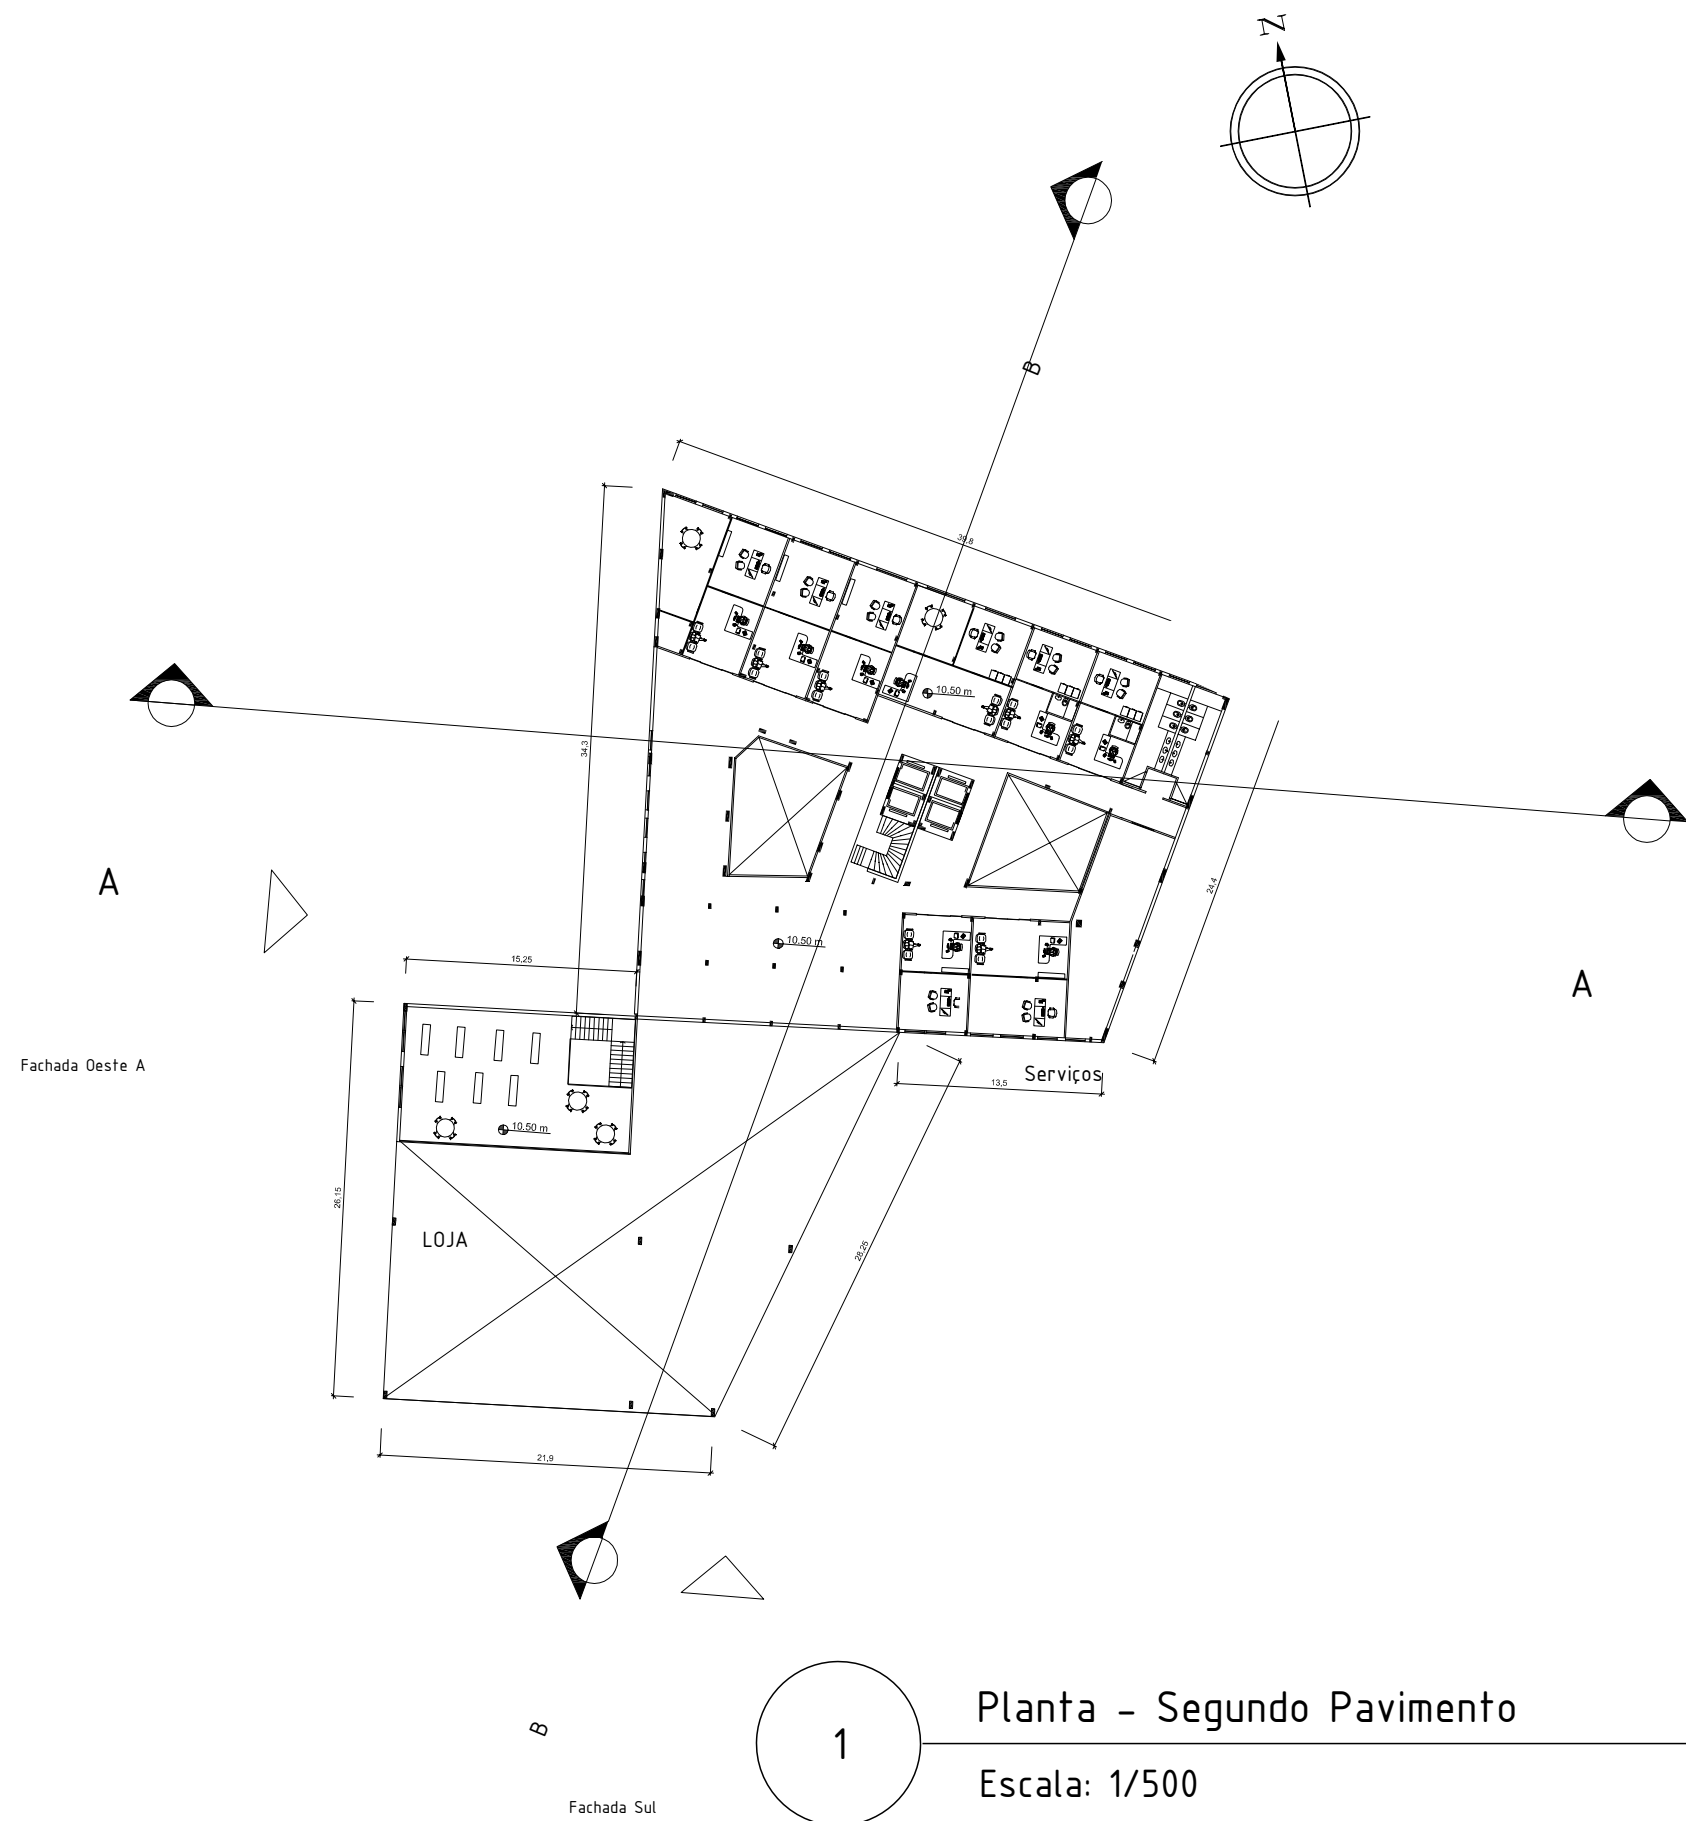 N
B
39,8
34.3
10.50 m
24,4
A
10.50 m
15,25
A
Fachada Oeste A
Serviços
13,5
10.50 m
26,15
LOJA
28,25
21,9
B
1
Planta - Segundo Pavimento
Escala: 1/500
Fachada Sul